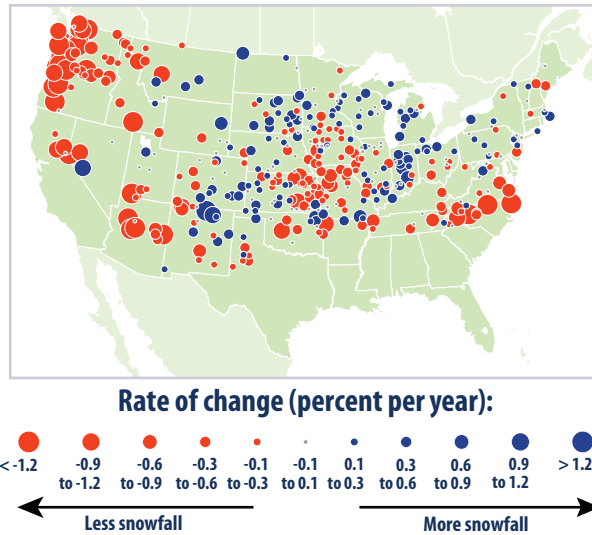 Rate of change (percent per year):
< -1.2 -0.9 -0.6 -0.3 -0.1 -0.1 0.1 0.3 0.6 0.9 > 1.2
to -1.2 to -0.9 to -0.6 to -0.3 to 0.1 to 0.3 to 0.6 to 0.9 to 1.2
Less snowfall More snowfall